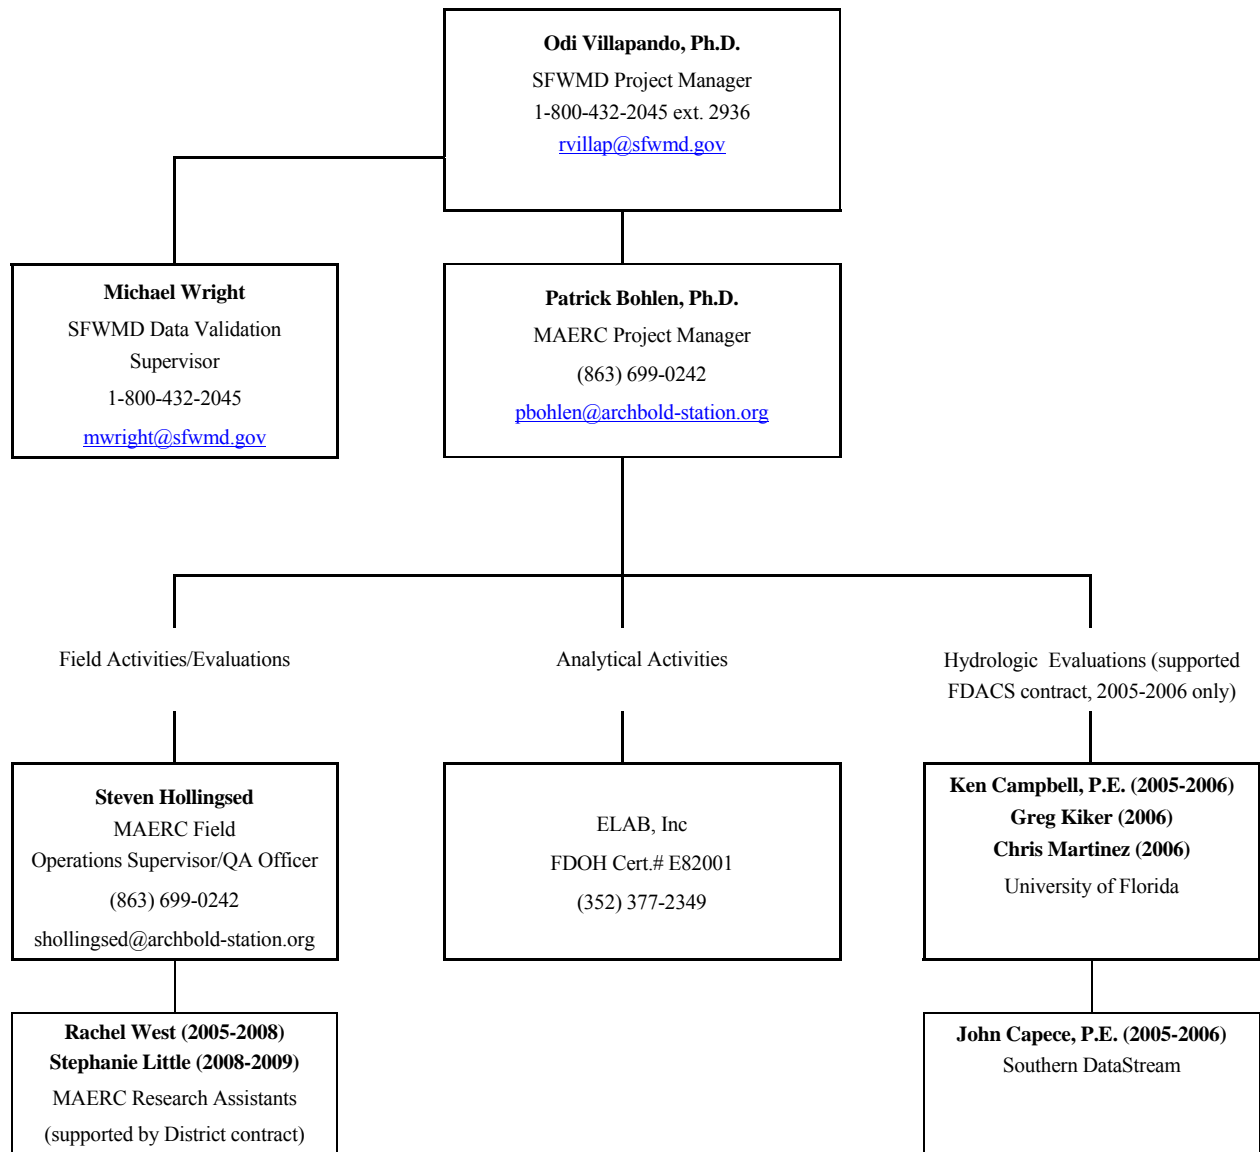 Odi Villapando, Ph.D.
SFWMD Project Manager
1-800-432-2045 ext. 2936
rvillap@sfwmd.gov
Michael Wright
SFWMD Data Validation
Supervisor
1-800-432-2045
mwright@sfwmd.gov
Patrick Bohlen, Ph.D.
MAERC Project Manager
(863) 699-0242
pbohlen@archbold-station.org
Field Activities/Evaluations
Analytical Activities
Hydrologic Evaluations (supported
FDACS contract, 2005-2006 only)
Steven Hollingsed
MAERC Field
Operations Supervisor/QA Officer
(863) 699-0242
shollingsed@archbold-station.org
ELAB, Inc
FDOH Cert.# E82001
(352) 377-2349
Ken Campbell, P.E. (2005-2006)
Greg Kiker (2006)
Chris Martinez (2006)
University of Florida
Rachel West (2005-2008)
Stephanie Little (2008-2009)
MAERC Research Assistants
(supported by District contract)
John Capece, P.E. (2005-2006)
Southern DataStream